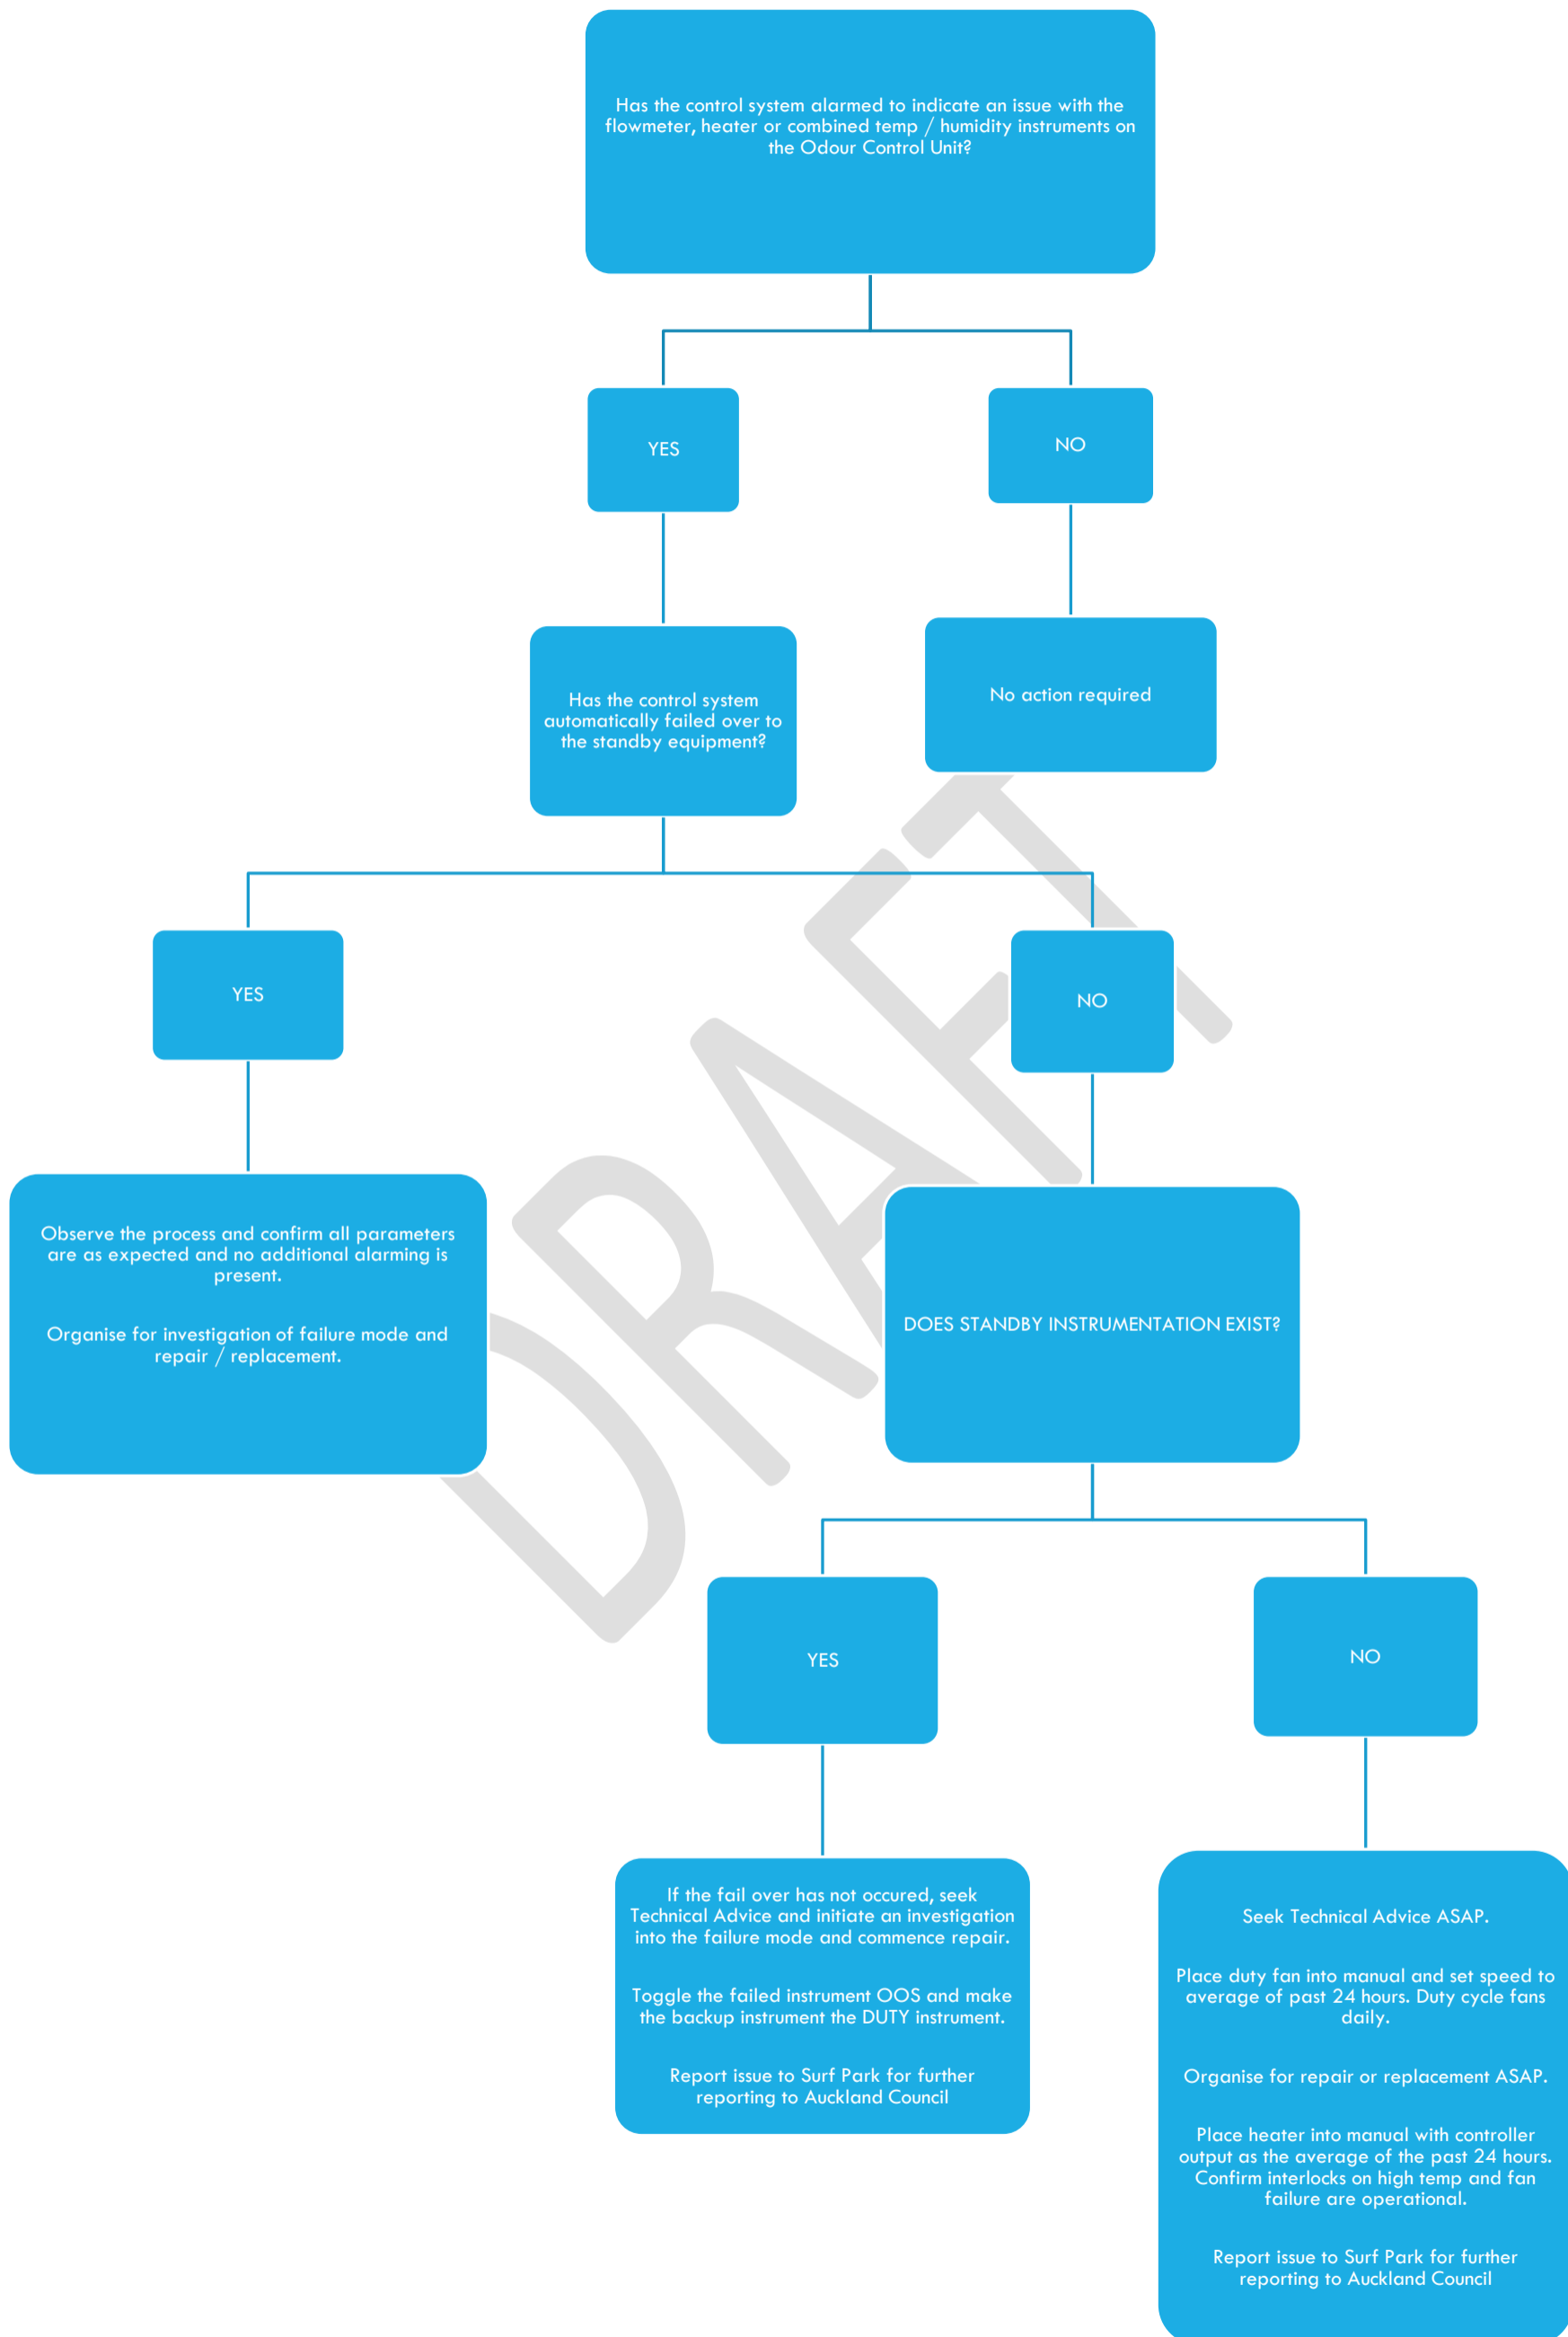 Has the control system alarmed to indicate an issue with the
flowmeter, heater or combined temp / humidity instruments on
the Odour Control Unit?
YES
NO
Has the control system
automatically failed over to
the standby equipment?
No action required
YES
NO
Observe the process and confirm all parameters
are as expected and no additional alarming is
present.
Organise for investigation of failure mode and
repair / replacement.
DOES STANDBY INSTRUMENTATION EXIST?
YES
NO
If the fail over has not occured, seek
Technical Advice and initiate an investigation
into the failure mode and commence repair.
Toggle the failed instrument OOS and make
the backup instrument the DUTY instrument.
Report issue to Surf Park for further
reporting to Auckland Council
Seek Technical Advice ASAP.
Place duty fan into manual and set speed to
average of past 24 hours. Duty cycle fans
daily.
Organise for repair or replacement ASAP.
Place heater into manual with controller
output as the average of the past 24 hours.
Confirm interlocks on high temp and fan
failure are operational.
Report issue to Surf Park for further
reporting to Auckland Council
DRAFT